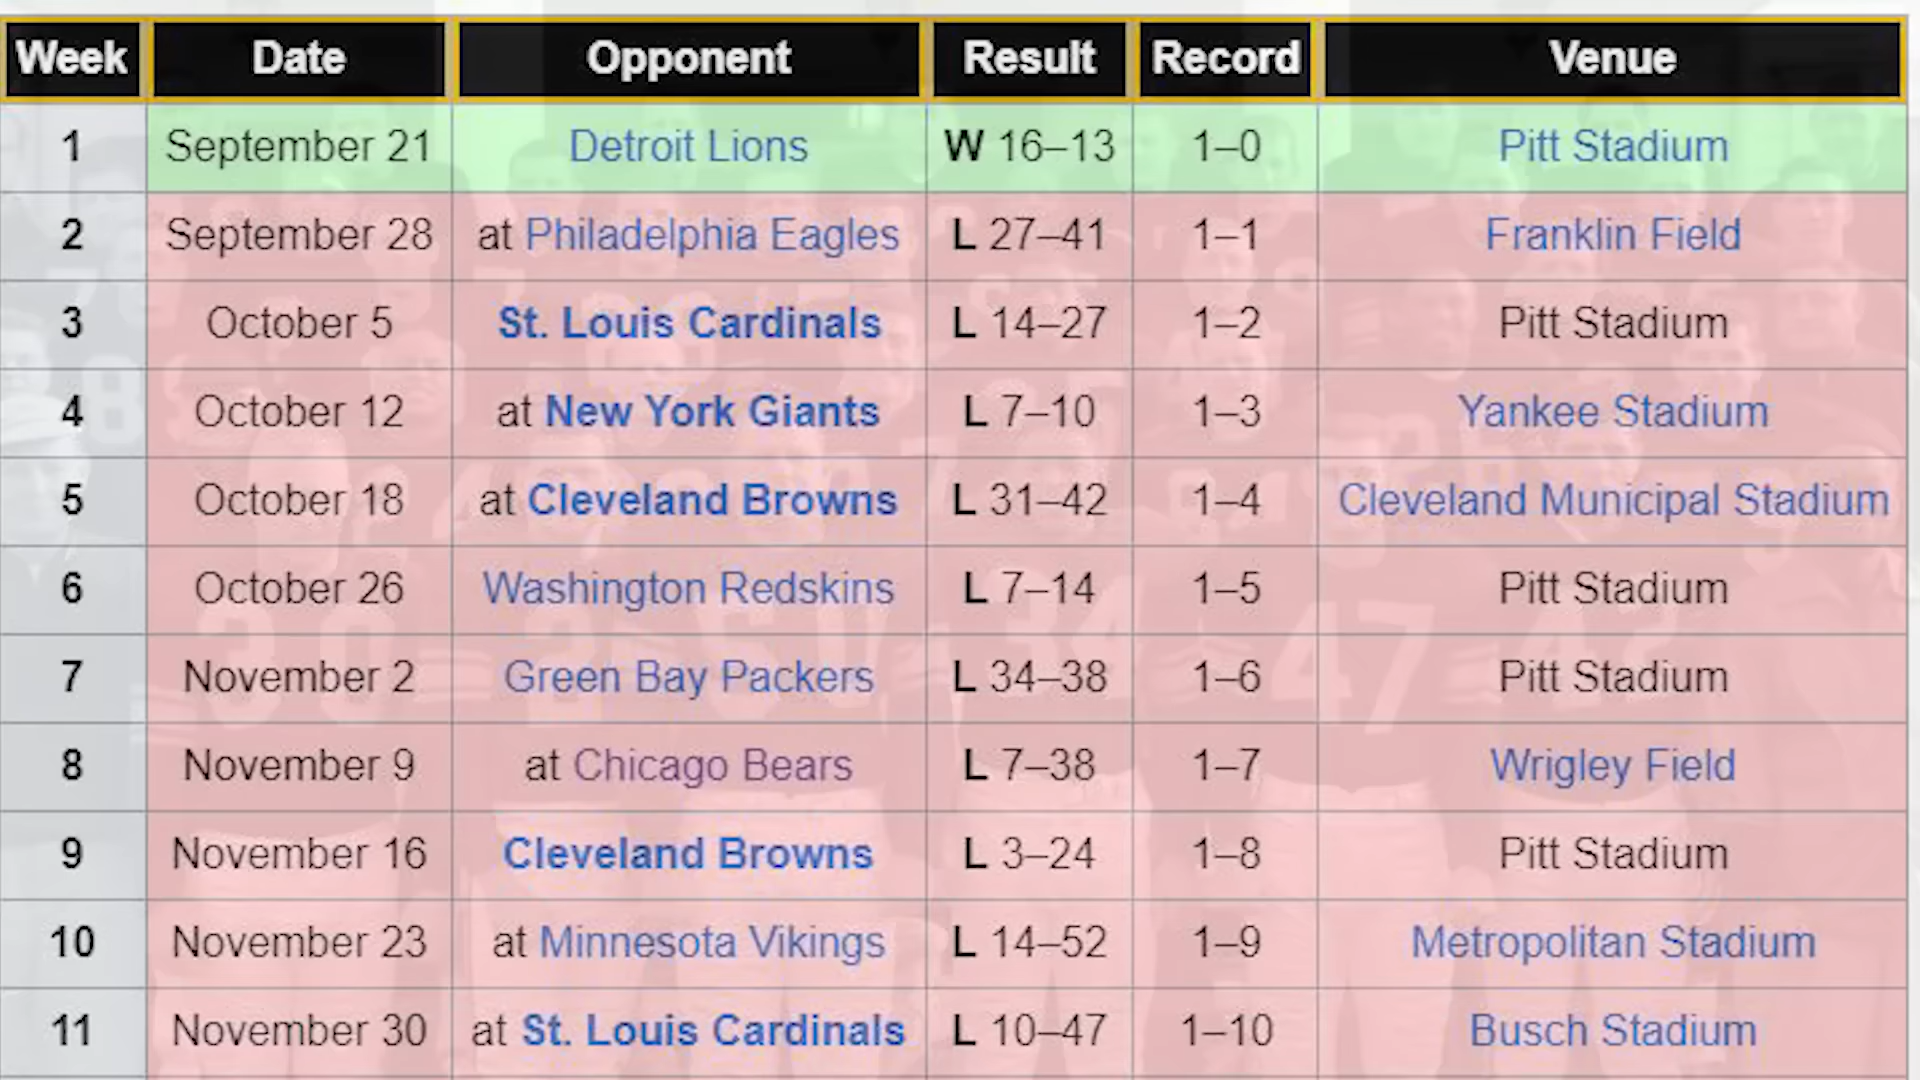 Week Date Opponent Result Record Venue
1 September 21 Detroit Lions W 16–13 1–0 Pitt Stadium
2 September 28 at Philadelphia Eagles L 27–41 1–1 Franklin Field
3 October 5 St. Louis Cardinals L 14–27 1–2 Pitt Stadium
4 October 12 at New York Giants L 7–10 1–3 Yankee Stadium
5 October 18 at Cleveland Browns L 31–42 1–4 Cleveland Municipal Stadium
6 October 26 Washington Redskins L 7–14 1–5 Pitt Stadium
7 November 2 Green Bay Packers L 34–38 1–6 Pitt Stadium
8 November 9 at Chicago Bears L 7–38 1–7 Wrigley Field
9 November 16 Cleveland Browns L 3–24 1–8 Pitt Stadium
10 November 23 at Minnesota Vikings L 14–52 1–9 Metropolitan Stadium
11 November 30 at St. Louis Cardinals L 10–47 1–10 Busch Stadium